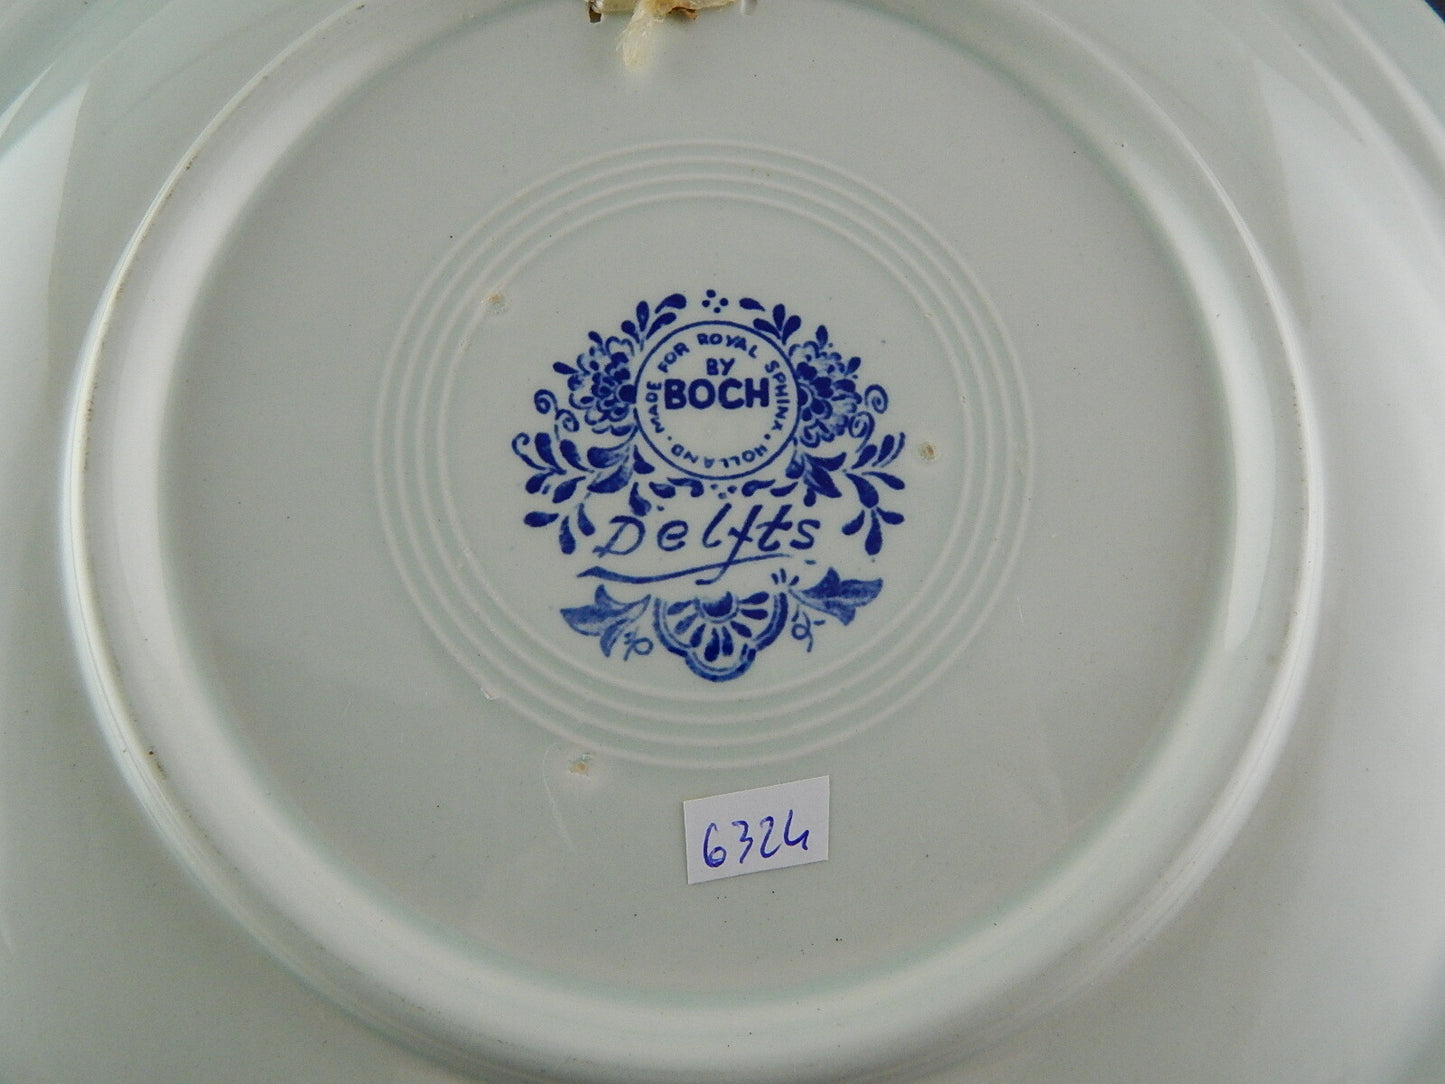 MADE FOR ROYAL SPHINX • HOLLAND •
BY
BOCH
Delfts
6324